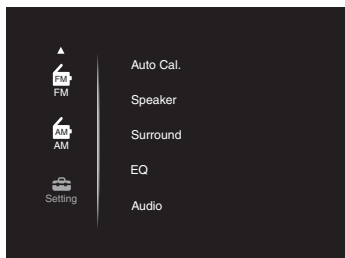 FM
FM
AM
AM
Setting
Auto Cal.
Speaker
Surround
EQ
Audio